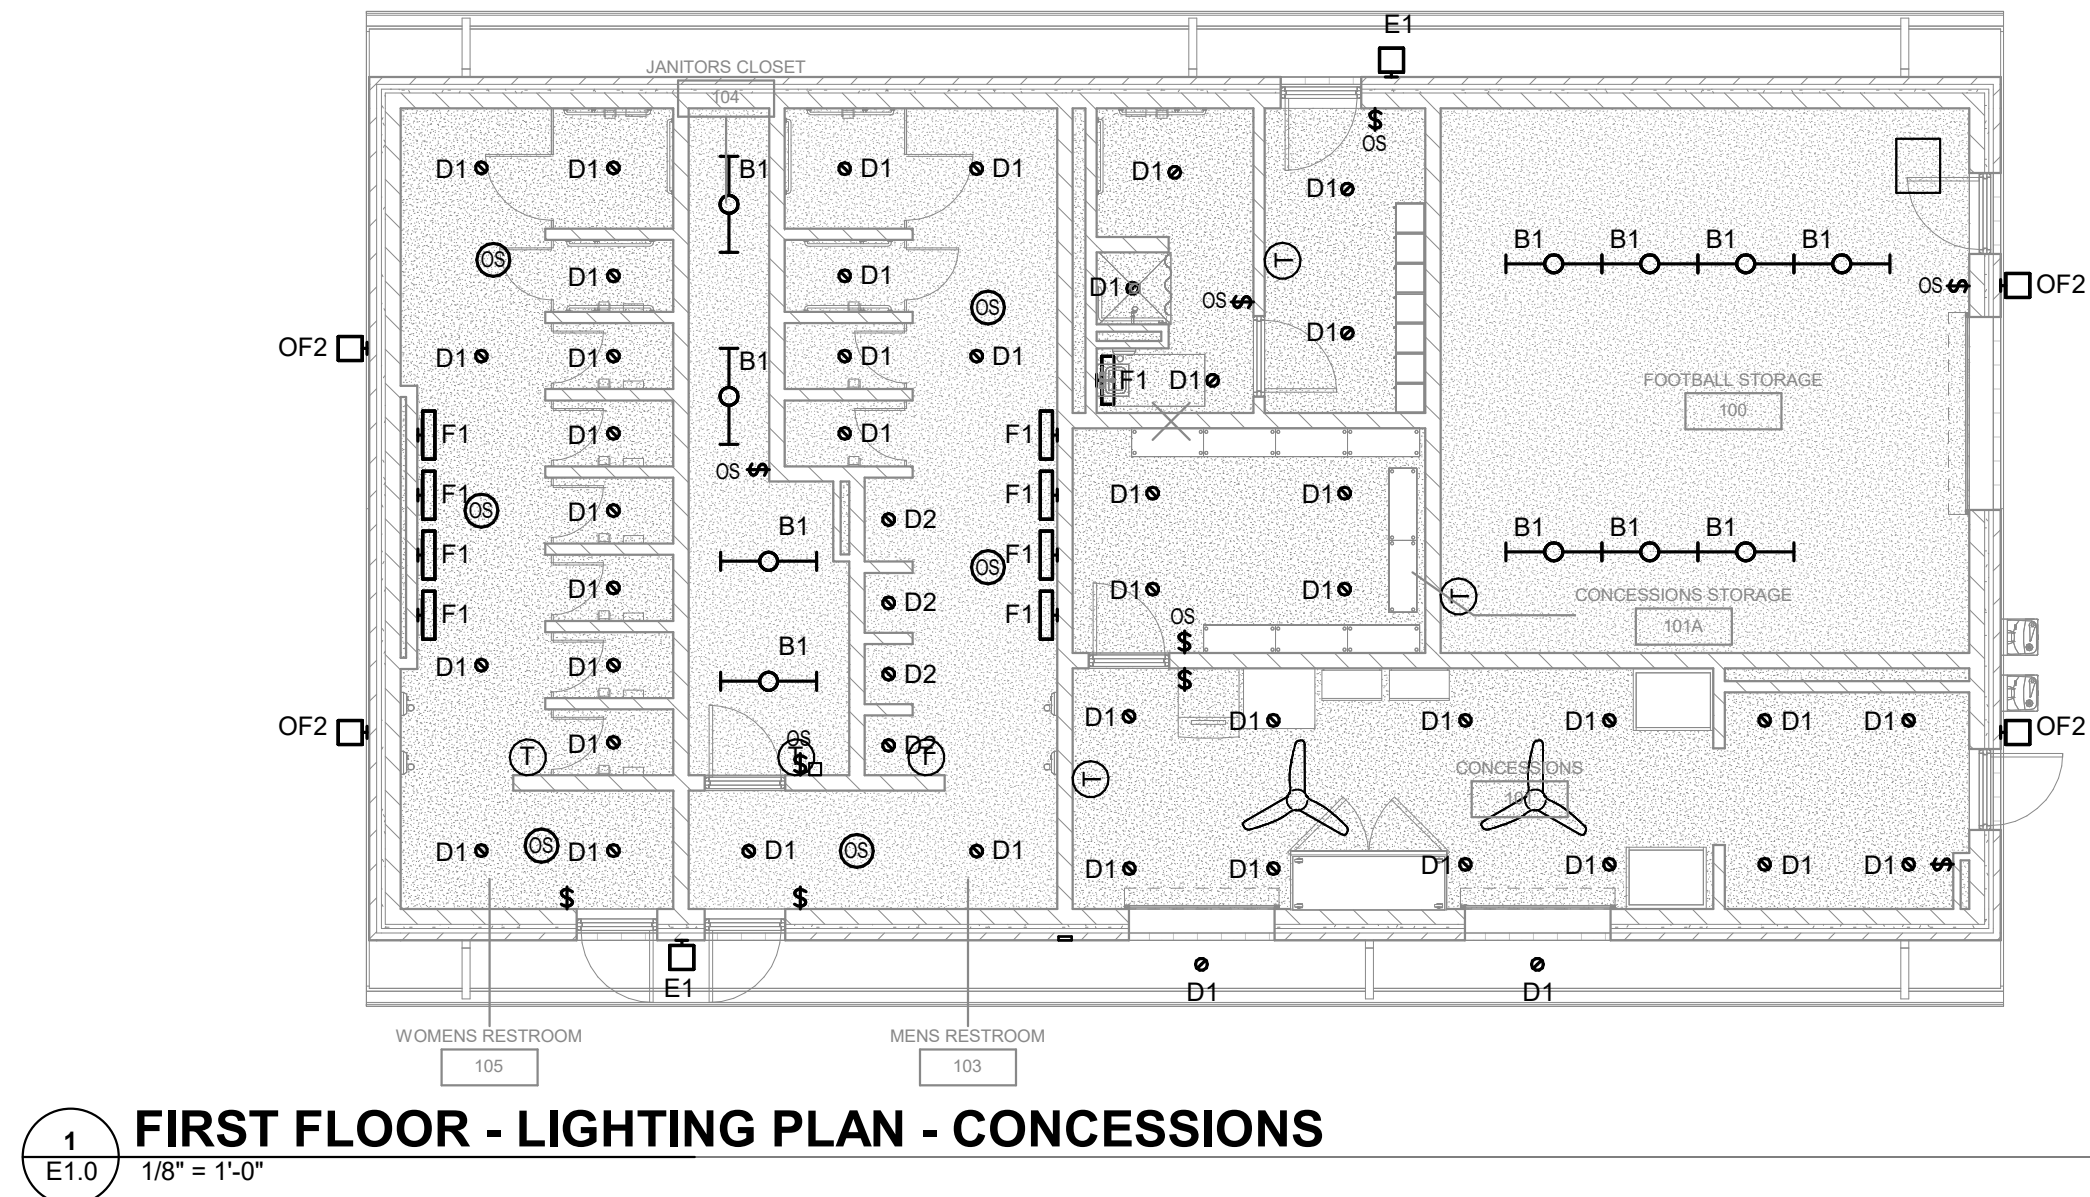 E1
JANITORS CLOSET
104
$
OS
D1 D1 B1 D1 D1 D1 D1
B1 B1 B1 B1
OS D1 D1 T
D1 OS $ OF2
OS OS $
OF2 D1 D1 B1 D1 D1 D1
F1 D1 FOOTBALL STORAGE
100
F1 D1 D1 F1
OS $
F1 OS D1 D2 F1 D1 D1
B1 B1 B1 B1
F1 OS F1
D1 D2 D1 D1 T CONCESSIONS STORAGE
101A
F1 F1 OS
$
B1 D1 D1 D2 $
OF2 T D1 OS D2 D1 D1 D1 D1 D1 D1 OF2
T $ T T CONCESSIONS
D1 OS D1 D1 OS D1 D1 D1 D1 D1 D1 D1 $
$ $
E1 D1 D1
WOMENS RESTROOM MENS RESTROOM
105 103
1 FIRST FLOOR - LIGHTING PLAN - CONCESSIONS
E1.0 1/8" = 1'-0"